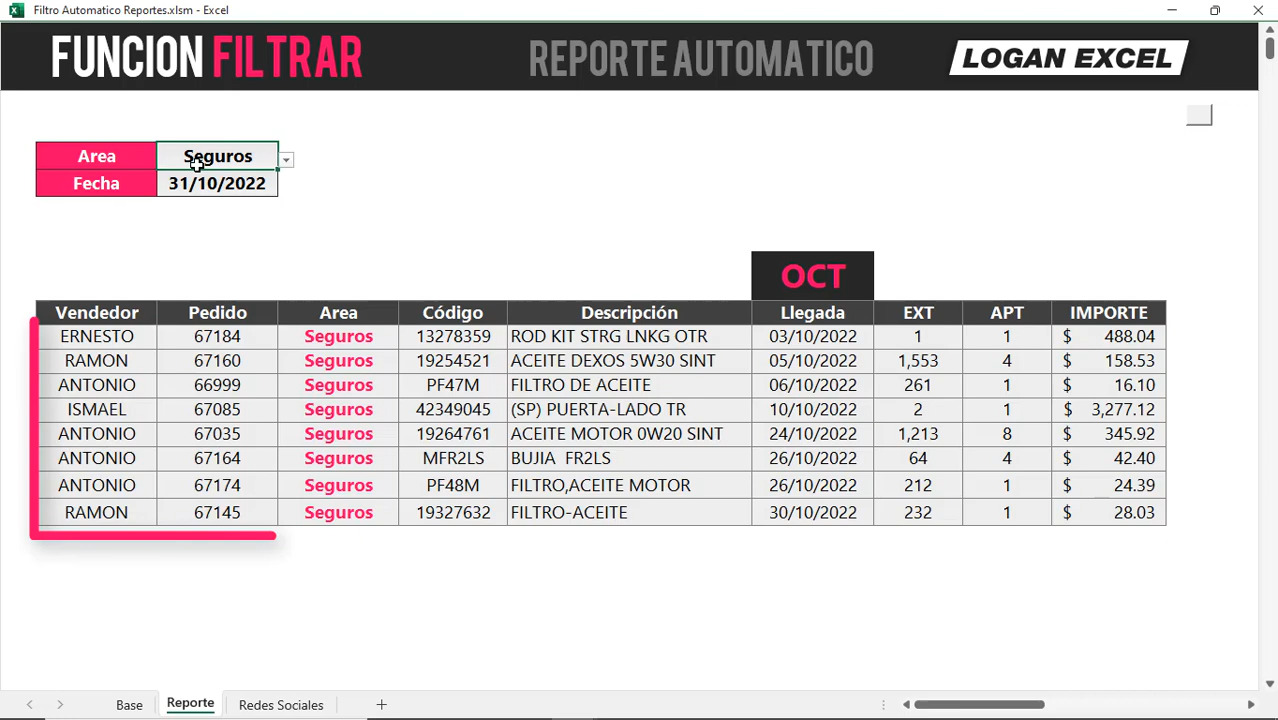 Filtro Automatico Reportes.xlsm - Excel
FUNCION FILTRAR REPORTE AUTOMATICO LOGAN EXCEL
Area Seguros
Fecha 31/10/2022
OCT
Vendedor Pedido Area Código Descripción Llegada EXT APT IMPORTE
ERNESTO 67184 Seguros 13278359 ROD KIT STRG LNKG OTR 03/10/2022 1 1 $ 488.04
RAMON 67160 Seguros 19254521 ACEITE DEXOS 5W30 SINT 05/10/2022 1,553 4 $ 158.53
ANTONIO 66999 Seguros PF47M FILTRO DE ACEITE 06/10/2022 261 1 $ 16.10
ISMAEL 67085 Seguros 42349045 (SP) PUERTA-LADO TR 10/10/2022 2 1 $ 3,277.12
ANTONIO 67035 Seguros 19264761 ACEITE MOTOR 0W20 SINT 24/10/2022 1,213 8 $ 345.92
ANTONIO 67164 Seguros MFR2LS BUJIA FR2LS 26/10/2022 64 4 $ 42.40
ANTONIO 67174 Seguros PF48M FILTRO,ACEITE MOTOR 26/10/2022 212 1 $ 24.39
RAMON 67145 Seguros 19327632 FILTRO-ACEITE 30/10/2022 232 1 $ 28.03
Base Reporte Redes Sociales